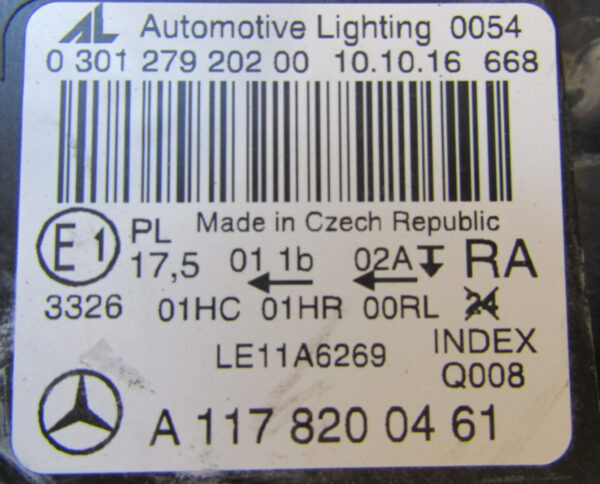 AL Automotive Lighting 0054
0 301 279 202 00 10.10.16 668
Made in Czech Republic
E1 PL 17,5 01 1b 02A RA
3326 01HC 01HR 00RL 24
LE11A6269 INDEX Q008
A 117 820 04 61